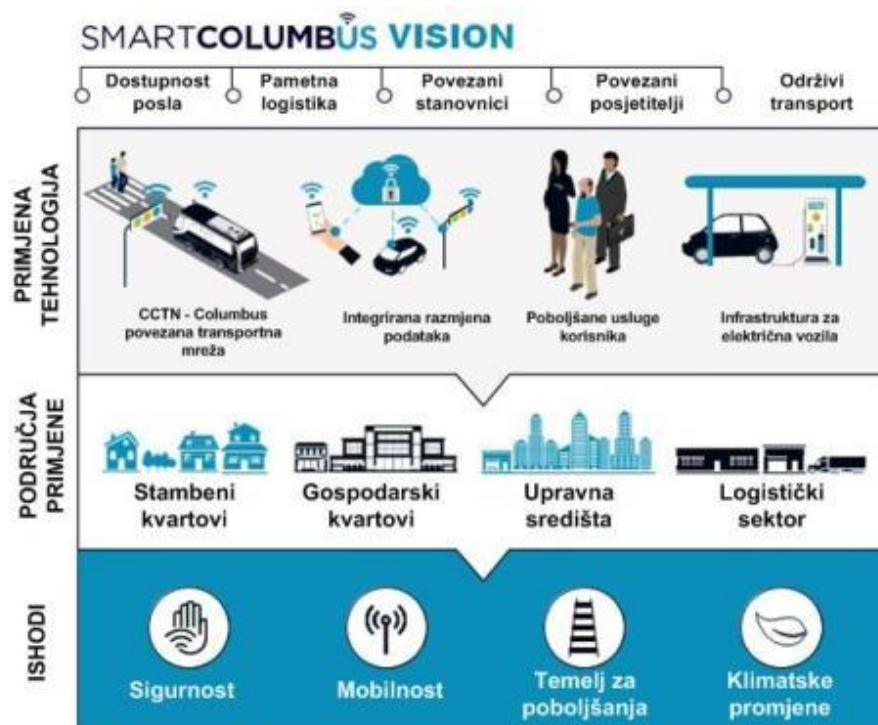 SMARTCOLUMBUS VISION
Dostupnost
posla
Pametna
logistika
Povezani
stanovnici
Povezani
posjetitelji
Održivi
transport
PRIMJENA
TEHNOLOGIJA
CCTN - Columbus
povezana transportna
mreža
Integrirana razmjena
podataka
Poboljšane usluge
korisnika
Infrastruktura za
električna vozila
PODRUČJA
PRIMJENE
Stambeni
kvartovi
Gospodarski
kvartovi
Upravna
središta
Logistički
sektor
ISHODI
Sigurnost
Mobilnost
Temelj za
poboljšanja
Klimatske
promjene